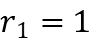 r₁ = 1